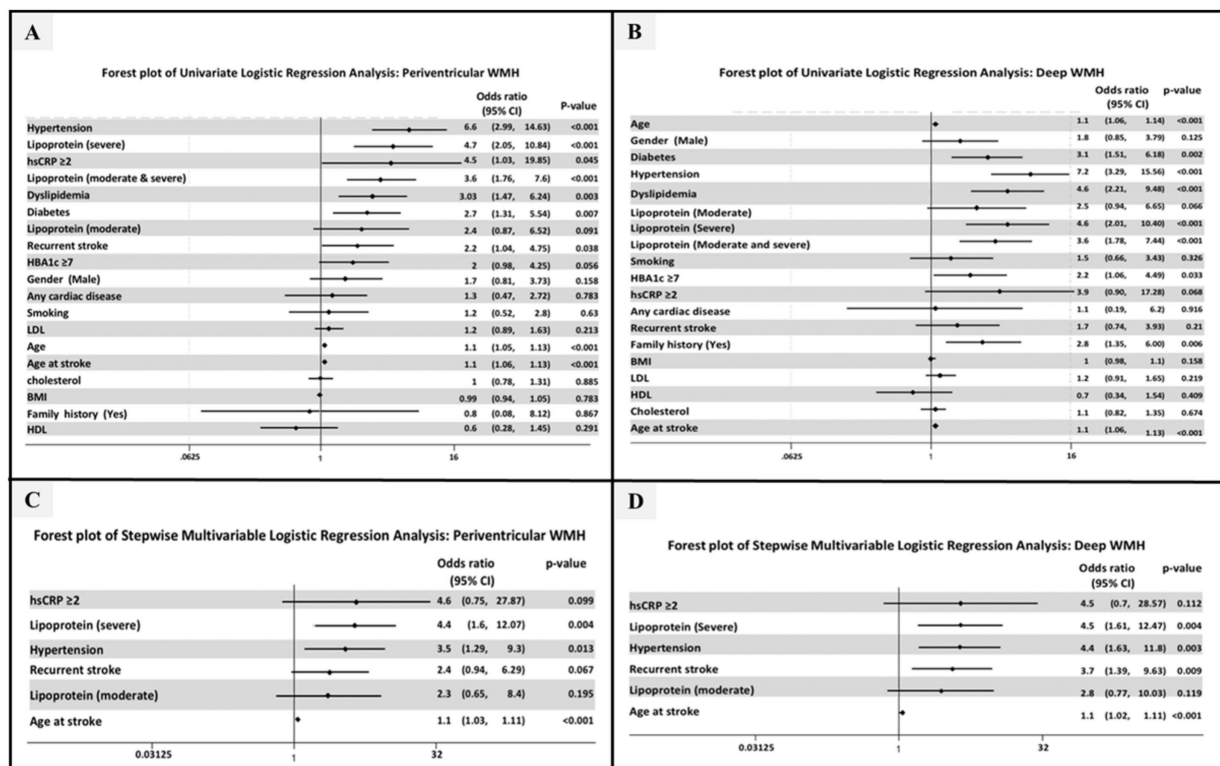 A
Forest plot of Univariate Logistic Regression Analysis: Periventricular WMH
Odds ratio
(95% CI) P-value
Hypertension 6.6 (2.99, 14.63) <0.001
Lipoprotein (severe) 4.7 (2.05, 10.84) <0.001
hsCRP ≥2 4.5 (1.03, 19.85) 0.045
Lipoprotein (moderate & severe) 3.6 (1.76, 7.6) <0.001
Dyslipidemia 3.03 (1.47, 6.24) 0.003
Diabetes 2.7 (1.31, 5.54) 0.007
Lipoprotein (moderate) 2.4 (0.87, 6.52) 0.091
Recurrent stroke 2.2 (1.04, 4.75) 0.038
HBA1c ≥7 2 (0.98, 4.25) 0.056
Gender (Male) 1.7 (0.81, 3.73) 0.158
Any cardiac disease 1.3 (0.47, 2.72) 0.783
Smoking 1.2 (0.52, 2.8) 0.63
LDL 1.2 (0.89, 1.63) 0.213
Age 1.1 (1.05, 1.13) <0.001
Age at stroke 1.1 (1.06, 1.13) <0.001
cholesterol 1 (0.78, 1.31) 0.885
BMI 0.99 (0.94, 1.05) 0.783
Family history (Yes) 0.8 (0.08, 8.12) 0.867
HDL 0.6 (0.28, 1.45) 0.291
.0625 1 16
B
Forest plot of Univariate Logistic Regression Analysis: Deep WMH
Odds ratio p-value
(95% CI)
Age 1.1 (1.06, 1.14) <0.001
Gender (Male) 1.8 (0.85, 3.79) 0.125
Diabetes 3.1 (1.51, 6.18) 0.002
Hypertension 7.2 (3.29, 15.56) <0.001
Dyslipidemia 4.6 (2.21, 9.48) <0.001
Lipoprotein (Moderate) 2.5 (0.94, 6.65) 0.066
Lipoprotein (Severe) 4.6 (2.01, 10.40) <0.001
Lipoprotein (Moderate and severe) 3.6 (1.78, 7.44) <0.001
Smoking 1.5 (0.66, 3.43) 0.326
HBA1c ≥7 2.2 (1.06, 4.49) 0.033
hsCRP ≥2 3.9 (0.90, 17.28) 0.068
Any cardiac disease 1.1 (0.19, 6.2) 0.916
Recurrent stroke 1.7 (0.74, 3.93) 0.21
Family history (Yes) 2.8 (1.35, 6.00) 0.006
BMI 1 (0.98, 1.1) 0.158
LDL 1.2 (0.91, 1.65) 0.219
HDL 0.7 (0.34, 1.54) 0.409
Cholesterol 1.1 (0.82, 1.35) 0.674
Age at stroke 1.1 (1.06, 1.13) <0.001
.0625 1 16
C
Forest plot of Stepwise Multivariable Logistic Regression Analysis: Periventricular WMH
Odds ratio p-value
(95% CI)
hsCRP ≥2 4.6 (0.75, 27.87) 0.099
Lipoprotein (severe) 4.4 (1.6, 12.07) 0.004
Hypertension 3.5 (1.29, 9.3) 0.013
Recurrent stroke 2.4 (0.94, 6.29) 0.067
Lipoprotein (moderate) 2.3 (0.65, 8.4) 0.195
Age at stroke 1.1 (1.03, 1.11) <0.001
0.03125 1 32
D
Forest plot of Stepwise Multivariable Logistic Regression Analysis: Deep WMH
Odds ratio p-value
(95% CI)
hsCRP ≥2 4.5 (0.7, 28.57) 0.112
Lipoprotein (Severe) 4.5 (1.61, 12.47) 0.004
Hypertension 4.4 (1.63, 11.8) 0.003
Recurrent stroke 3.7 (1.39, 9.63) 0.009
Lipoprotein (moderate) 2.8 (0.77, 10.03) 0.119
Age at stroke 1.1 (1.02, 1.11) <0.001
0.03125 1 32